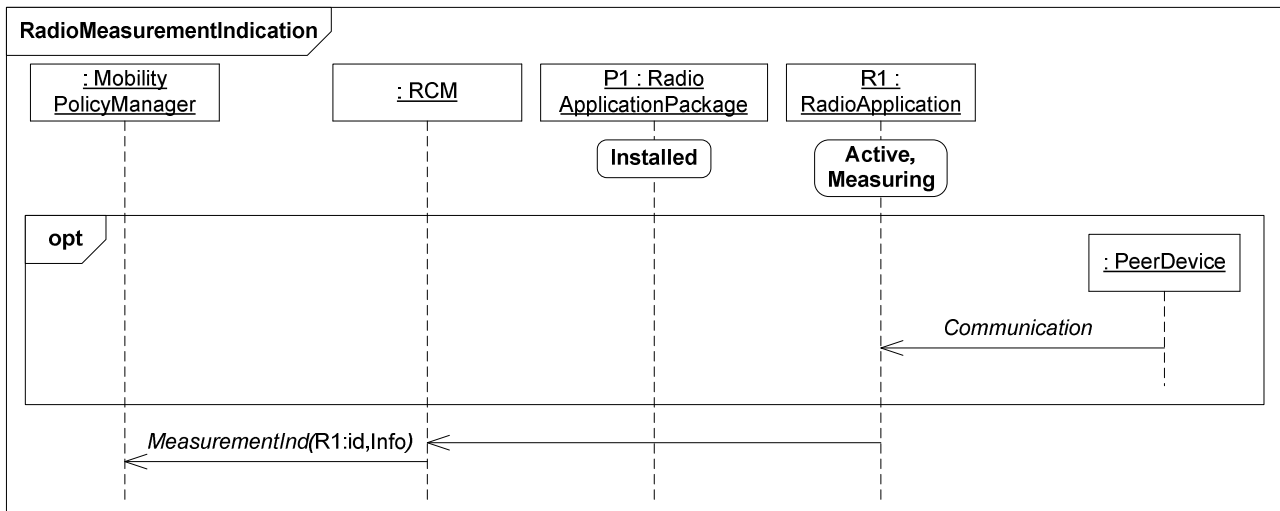 RadioMeasurementIndication
: Mobility
PolicyManager
: RCM
P1 : Radio
ApplicationPackage
R1 :
RadioApplication
Installed
Active,
Measuring
opt
: PeerDevice
Communication
MeasurementInd(R1:id,Info)